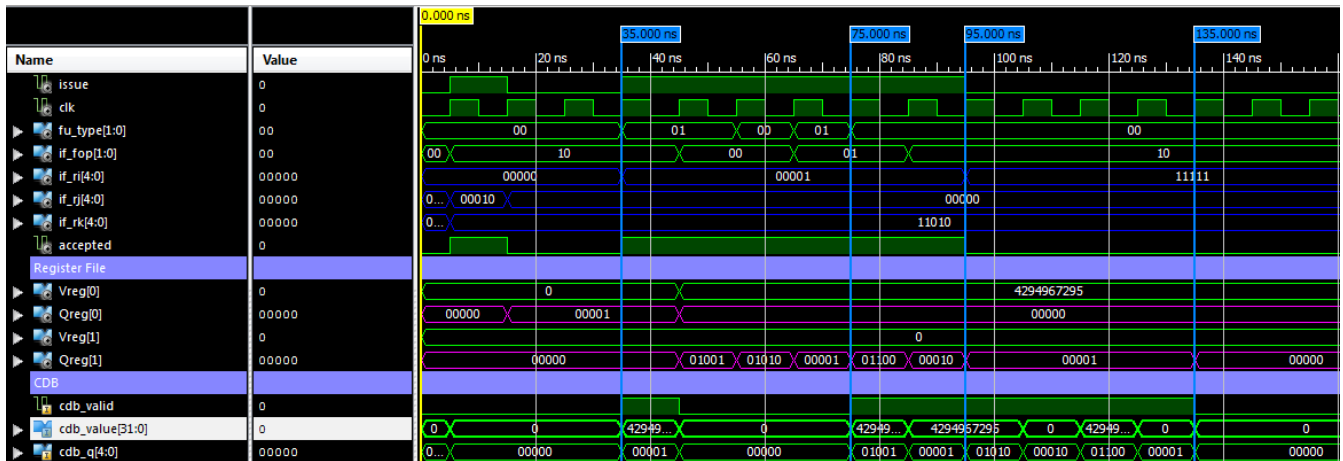 0.000 ns
35.000 ns 75.000 ns 95.000 ns 135.000 ns
Name Value 0 ns 20 ns 40 ns 60 ns 80 ns 100 ns 120 ns 140 ns
issue 0
clk 0
fu_type[1:0] 00 00 01 00 01 00
if_fop[1:0] 00 00 10 00 01 10
if_ri[4:0] 00000 00000 00001 11111
if_rj[4:0] 00000 0... 00010 00000
if_rk[4:0] 00000 0... 11010
accepted 0
Register File
Vreg[0] 0 0 4294967295
Qreg[0] 00000 00000 00001 00000
Vreg[1] 0 0
Qreg[1] 00000 00000 01001 01010 00001 01100 00010 00001 00000
CDB
cdb_valid 0
cdb_value[31:0] 0 0 0 42949... 0 42949... 4294967295 0 42949... 0 0
cdb_q[4:0] 00000 0... 00000 00001 00000 01001 00001 01010 00010 01100 00001 00000